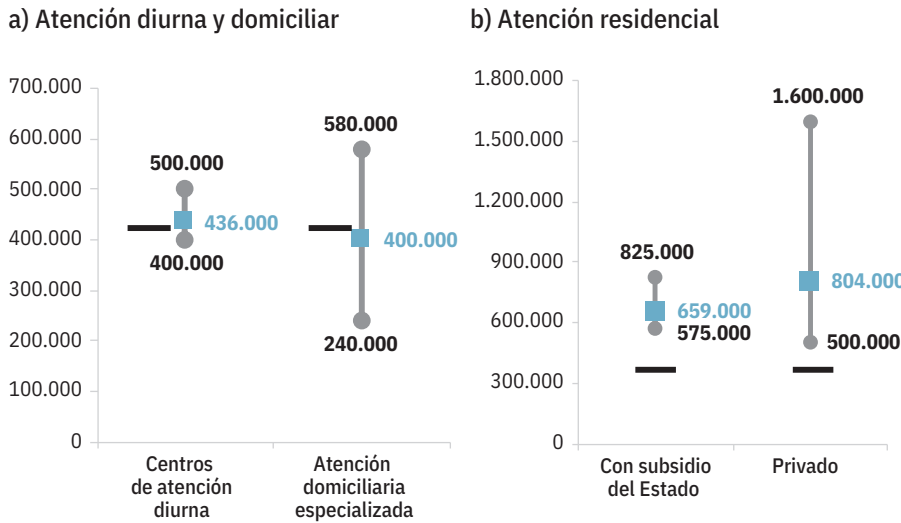 a) Atención diurna y domiciliar
700.000
600.000
500.000
400.000
300.000
200.000
100.000
0
500.000
436.000
400.000
580.000
400.000
240.000
Centros
de atención
diurna
Atención
domiciliaria
especializada
b) Atención residencial
1.800.000
1.500.000
1.200.000
900.000
600.000
300.000
0
825.000
659.000
575.000
1.600.000
804.000
500.000
Con subsidio
del Estado
Privado